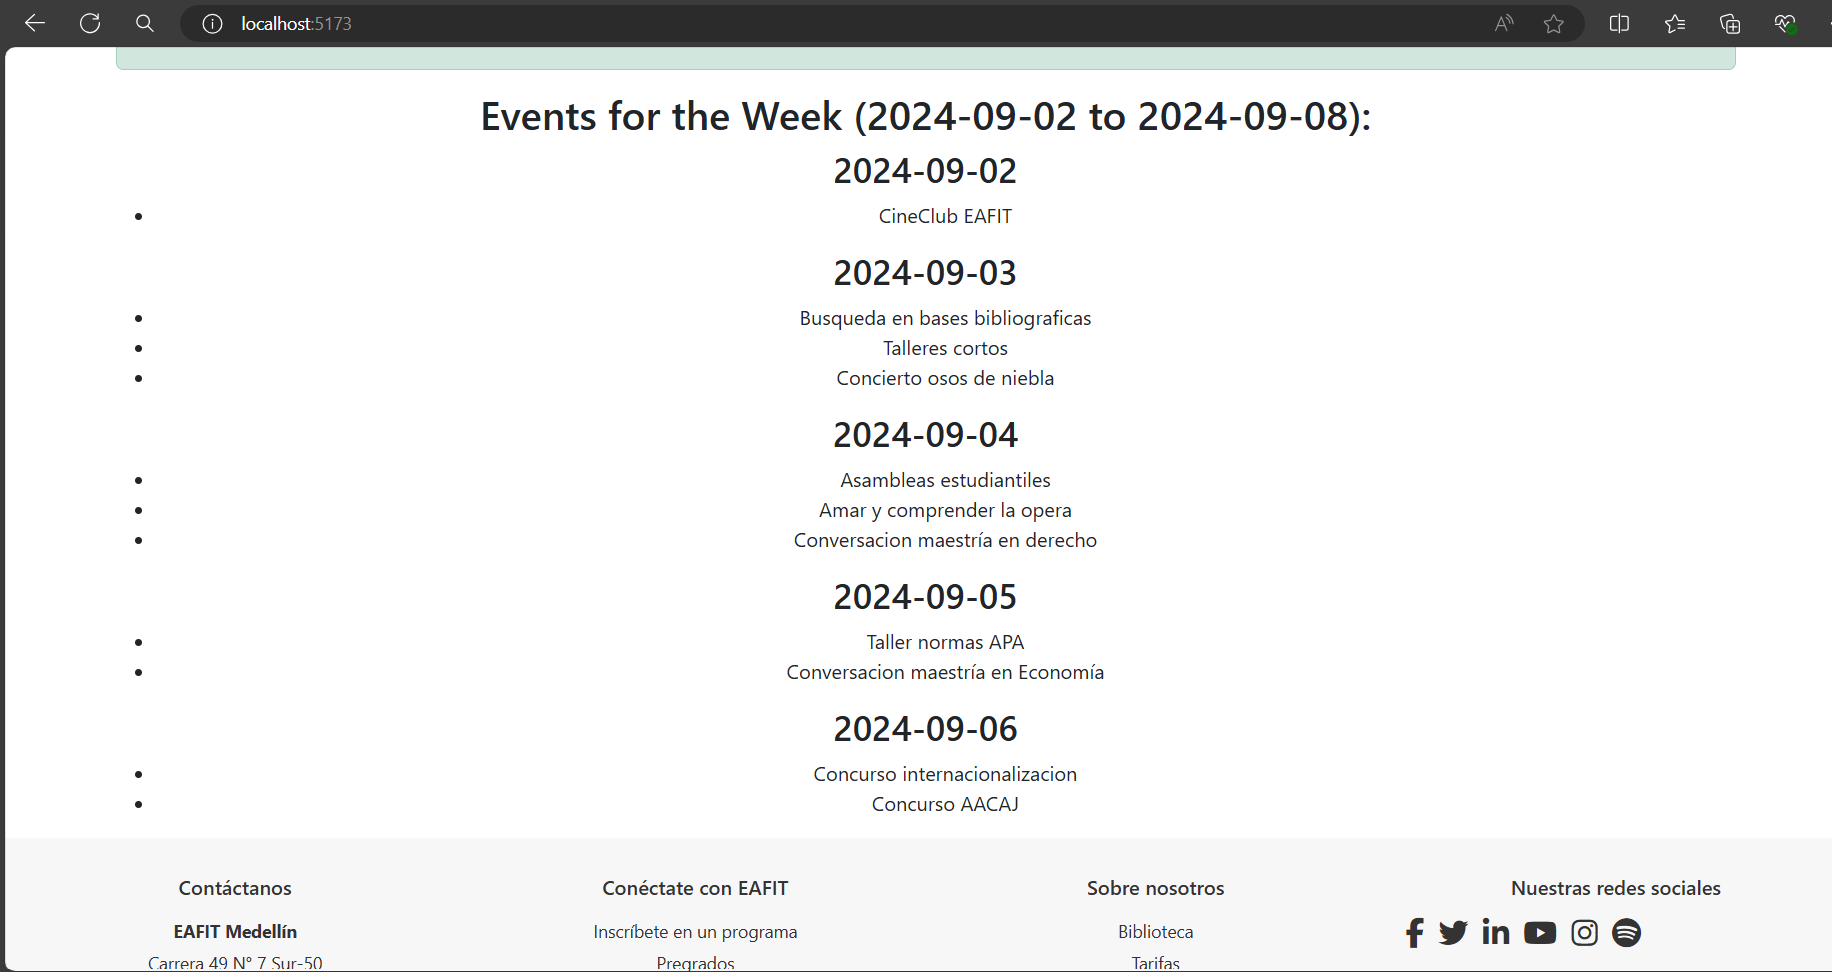 localhost:5173
Events for the Week (2024-09-02 to 2024-09-08):
2024-09-02
• CineClub EAFIT
2024-09-03
• Busqueda en bases bibliograficas
• Talleres cortos
• Concierto osos de niebla
2024-09-04
• Asambleas estudiantiles
• Amar y comprender la opera
• Conversacion maestría en derecho
2024-09-05
• Taller normas APA
• Conversacion maestría en Economía
2024-09-06
• Concurso internacionalizacion
• Concurso AACAJ
Contáctanos Conéctate con EAFIT Sobre nosotros Nuestras redes sociales
EAFIT Medellín Inscríbete en un programa Biblioteca
Carrera 49 N° 7 Sur-50 Pregrados Tarifas